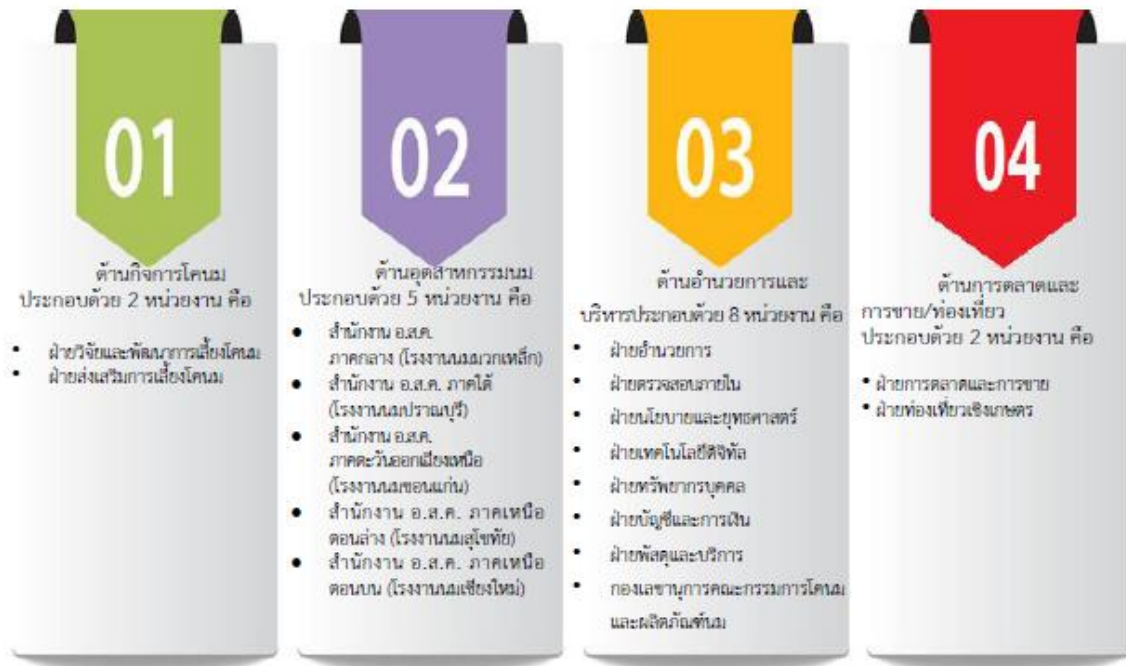 01
ด้านกิจการโคนม
ประกอบด้วย 2 หน่วยงาน คือ
• ฝ่ายวิจัยและพัฒนาการเลี้ยงโคนม
• ฝ่ายส่งเสริมการเลี้ยงโคนม
02
ด้านอุตสาหกรรมนม
ประกอบด้วย 5 หน่วยงาน คือ
• สำนักงาน อ.ส.ค.
ภาคกลาง (โรงงานนมมวกเหล็ก)
• สำนักงาน อ.ส.ค. ภาคใต้
(โรงงานนมปราณบุรี)
• สำนักงาน อ.ส.ค.
ภาคตะวันออกเฉียงเหนือ
(โรงงานนมขอนแก่น)
• สำนักงาน อ.ส.ค. ภาคเหนือ
ตอนล่าง (โรงงานนมสุโขทัย)
• สำนักงาน อ.ส.ค. ภาคเหนือ
ตอนบน (โรงงานนมเชียงใหม่)
03
ด้านอำนวยการและ
บริหารประกอบด้วย 8 หน่วยงาน คือ
• ฝ่ายอำนวยการ
• ฝ่ายตรวจสอบภายใน
• ฝ่ายนโยบายและยุทธศาสตร์
• ฝ่ายเทคโนโลยีดิจิทัล
• ฝ่ายทรัพยากรบุคคล
• ฝ่ายบัญชีและการเงิน
• ฝ่ายพัสดุและบริการ
• กองเลขานุการคณะกรรมการโคนม
และผลิตภัณฑ์นม
04
ด้านการตลาดและ
การขาย/ท่องเที่ยว
ประกอบด้วย 2 หน่วยงาน คือ
• ฝ่ายการตลาดและการขาย
• ฝ่ายท่องเที่ยวเชิงเกษตร